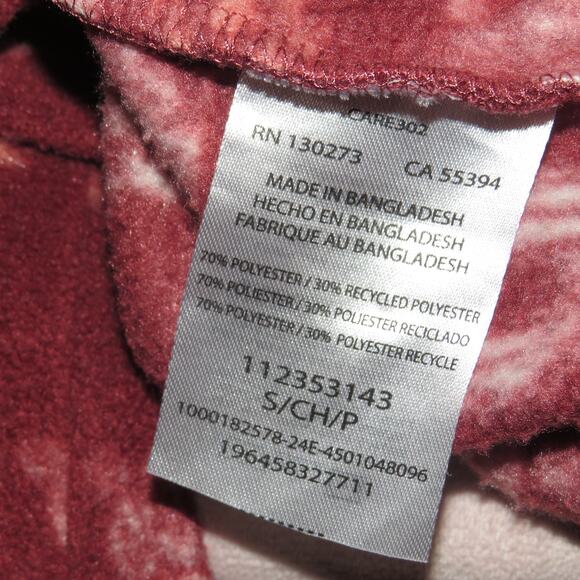 CARE302
RN 130273 CA 55394
MADE IN BANGLADESH
HECHO EN BANGLADESH
FABRIQUE AU BANGLADESH
70% POLYESTER / 30% RECYCLED POLYESTER
70% POLIESTER / 30% POLIESTER RECICLADO
70% POLYESTER / 30% POLYESTER RECYCLE
112353143
S/CH/P
1000182578-24E-4501048096
196458327711